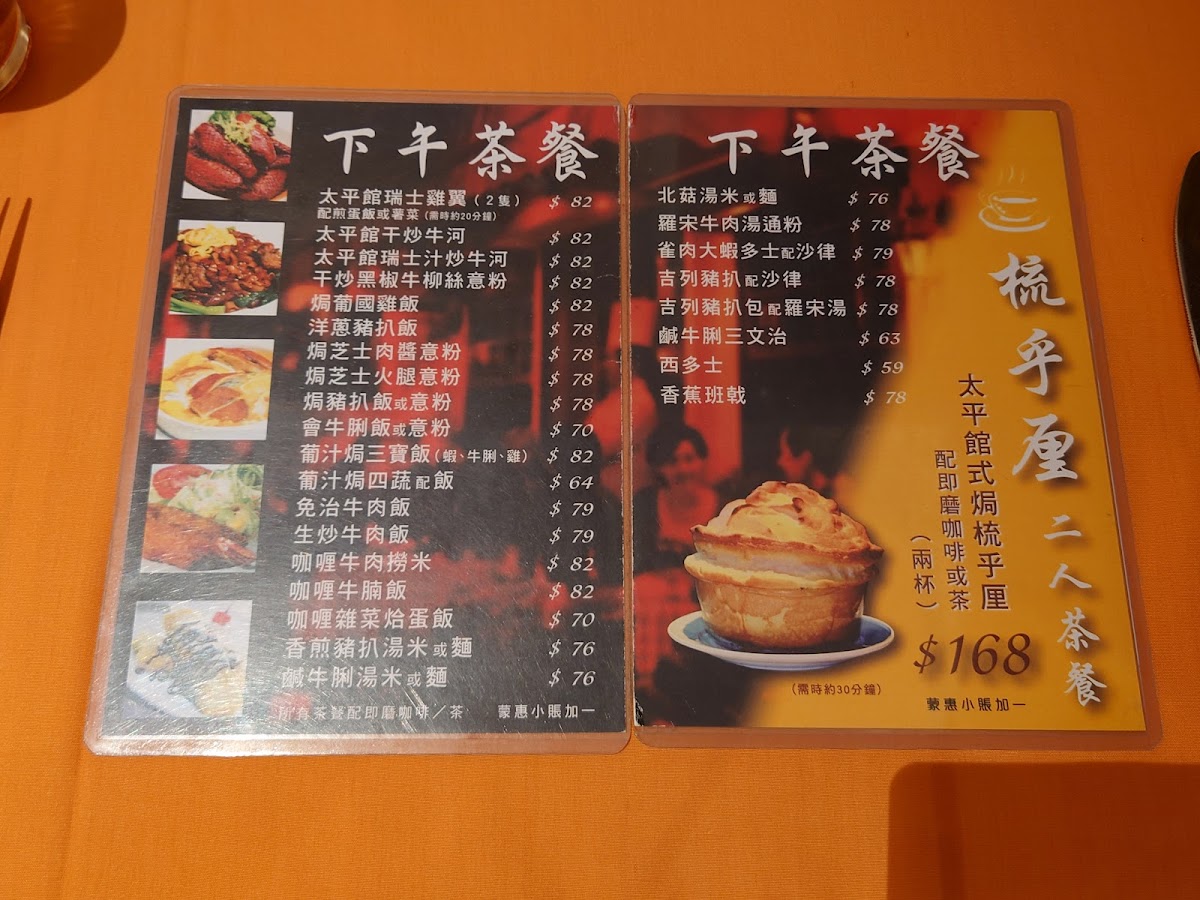 下午茶餐
太平館瑞士雞翼(2隻) $ 82
配煎蛋飯或薯菜(需時約20分鐘)
太平館干炒牛河 $ 82
太平館瑞士汁炒牛河 $ 82
干炒黑椒牛柳絲意粉 $ 82
焗葡國雞飯 $ 82
洋蔥豬扒飯 $ 78
焗芝士肉醬意粉 $ 78
焗芝士火腿意粉 $ 78
焗豬扒飯或意粉 $ 78
會牛脷飯或意粉 $ 70
葡汁焗三寶飯(蝦、牛脷、雞) $ 82
葡汁焗四蔬配飯 $ 64
免治牛肉飯 $ 79
生炒牛肉飯 $ 79
咖喱牛肉撈米 $ 82
咖喱牛腩飯 $ 82
咖喱雜菜烚蛋飯 $ 70
香煎豬扒湯米或麵 $ 76
鹹牛脷湯米或麵 $ 76
所有茶餐配即磨咖啡/茶 蒙惠小賬加一
下午茶餐
北菇湯米或麵 $ 76
羅宋牛肉湯通粉 $ 78
雀肉大蝦多士配沙律 $ 79
吉列豬扒配沙律 $ 78
吉列豬扒包配羅宋湯 $ 78
鹹牛脷三文治 $ 63
西多士 $ 59
香蕉班戟 $ 78
梳乎厘二人茶餐
太平館式焗梳乎厘
配即磨咖啡或茶
(兩杯)
$168
(需時約30分鐘)
蒙惠小賬加一